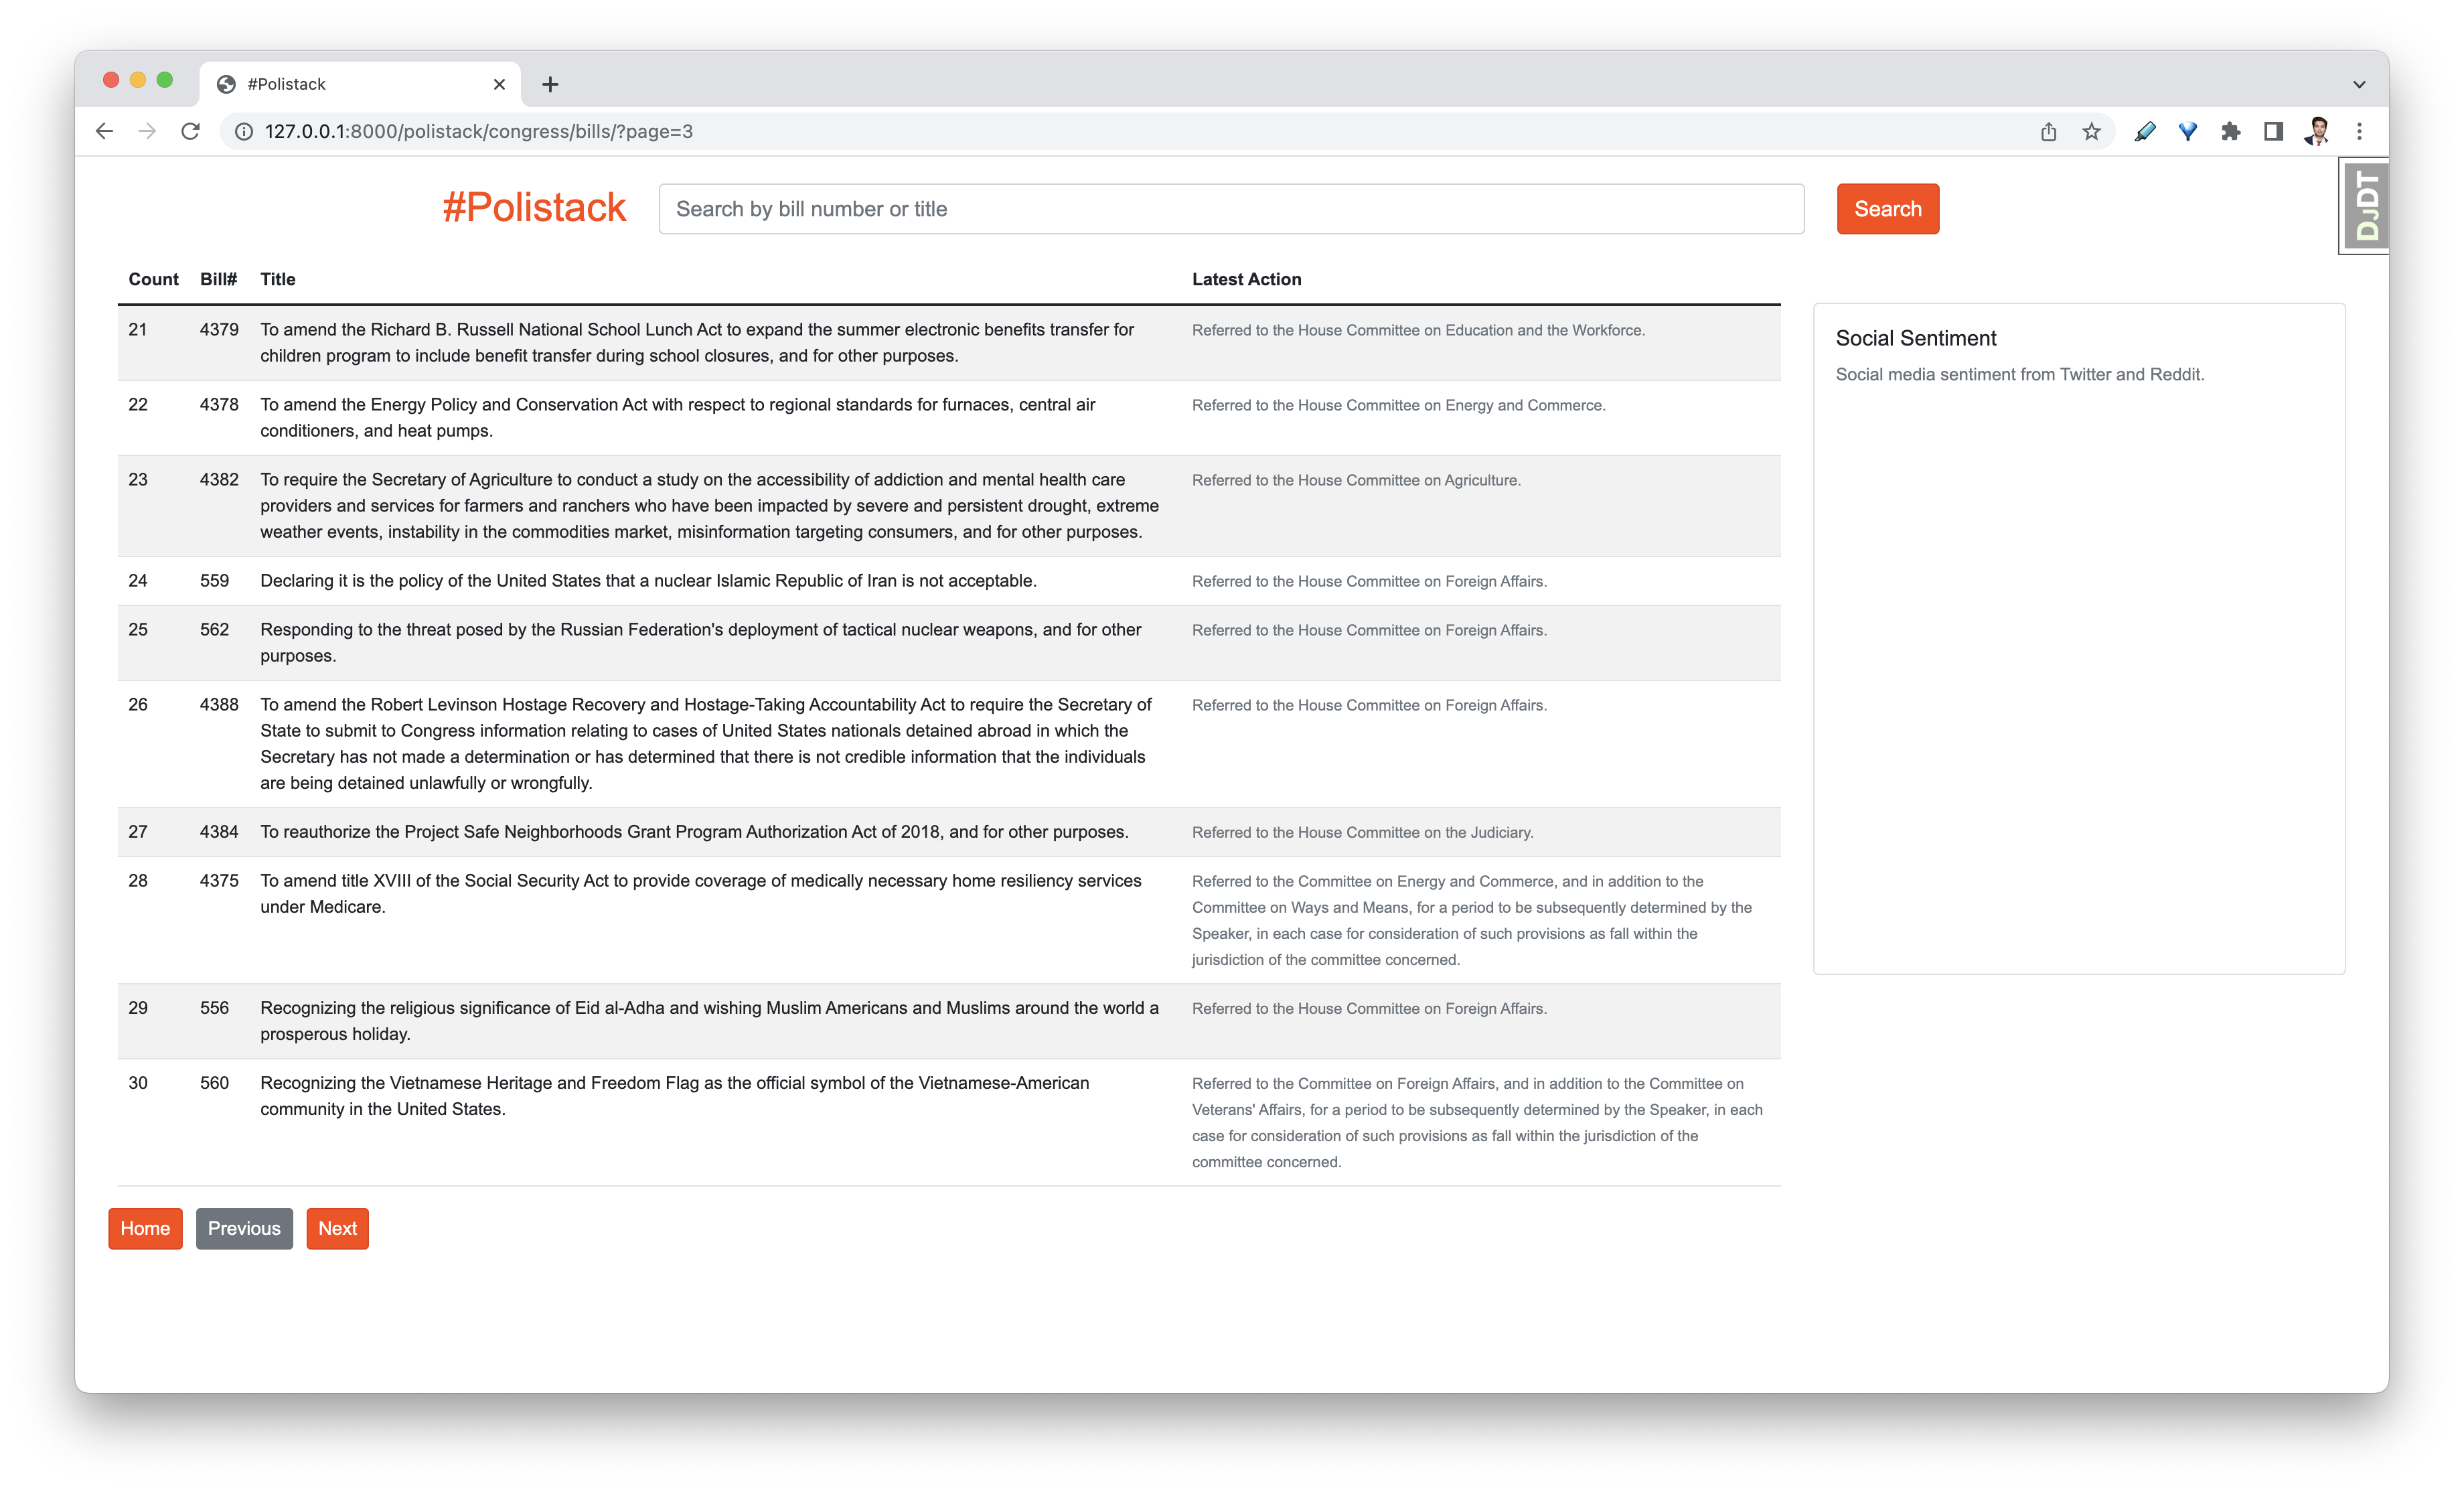 #Polistack
127.0.0.1:8000/polistack/congress/bills/?page=3
#Polistack
Search by bill number or title
Search
DJDT
Count Bill# Title Latest Action
21 4379 To amend the Richard B. Russell National School Lunch Act to expand the summer electronic benefits transfer for Referred to the House Committee on Education and the Workforce.
children program to include benefit transfer during school closures, and for other purposes.
22 4378 To amend the Energy Policy and Conservation Act with respect to regional standards for furnaces, central air Referred to the House Committee on Energy and Commerce.
conditioners, and heat pumps.
23 4382 To require the Secretary of Agriculture to conduct a study on the accessibility of addiction and mental health care Referred to the House Committee on Agriculture.
providers and services for farmers and ranchers who have been impacted by severe and persistent drought, extreme
weather events, instability in the commodities market, misinformation targeting consumers, and for other purposes.
24 559 Declaring it is the policy of the United States that a nuclear Islamic Republic of Iran is not acceptable. Referred to the House Committee on Foreign Affairs.
25 562 Responding to the threat posed by the Russian Federation's deployment of tactical nuclear weapons, and for other Referred to the House Committee on Foreign Affairs.
purposes.
26 4388 To amend the Robert Levinson Hostage Recovery and Hostage-Taking Accountability Act to require the Secretary of Referred to the House Committee on Foreign Affairs.
State to submit to Congress information relating to cases of United States nationals detained abroad in which the
Secretary has not made a determination or has determined that there is not credible information that the individuals
are being detained unlawfully or wrongfully.
27 4384 To reauthorize the Project Safe Neighborhoods Grant Program Authorization Act of 2018, and for other purposes. Referred to the House Committee on the Judiciary.
28 4375 To amend title XVIII of the Social Security Act to provide coverage of medically necessary home resiliency services Referred to the Committee on Energy and Commerce, and in addition to the
under Medicare. Committee on Ways and Means, for a period to be subsequently determined by the
Speaker, in each case for consideration of such provisions as fall within the
jurisdiction of the committee concerned.
29 556 Recognizing the religious significance of Eid al-Adha and wishing Muslim Americans and Muslims around the world a Referred to the House Committee on Foreign Affairs.
prosperous holiday.
30 560 Recognizing the Vietnamese Heritage and Freedom Flag as the official symbol of the Vietnamese-American Referred to the Committee on Foreign Affairs, and in addition to the Committee on
community in the United States. Veterans' Affairs, for a period to be subsequently determined by the Speaker, in each
case for consideration of such provisions as fall within the jurisdiction of the
committee concerned.
Social Sentiment
Social media sentiment from Twitter and Reddit.
Home Previous Next